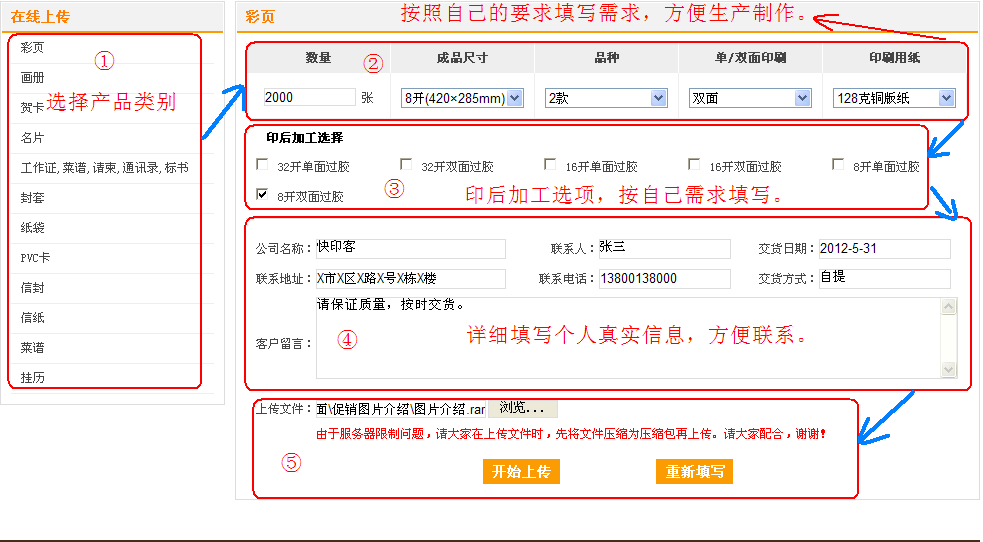 在线上传
彩页
①
画册
选择产品类别
贺卡
名片
工作证,菜谱,请柬,通讯录,标书
封套
纸袋
PVC卡
信封
信纸
菜谱
挂历
彩页
按照自己的要求填写需求，方便生产制作。
数量 ② 成品尺寸 品种 单/双面印刷 印刷用纸
2000 张 8开(420×285mm) 2款 双面 128克铜版纸
印后加工选择
32开单面过胶 32开双面过胶 16开单面过胶 16开双面过胶 8开单面过胶
8开双面过胶 ③ 印后加工选项，按自己需求填写。
公司名称：快印客 联系人：张三 交货日期：2012-5-31
联系地址：X市X区X路X号X栋X楼 联系电话：13800138000 交货方式：自提
请保证质量，按时交货。
客户留言： ④ 详细填写个人真实信息，方便联系。
上传文件：面\促销图片介绍\图片介绍.rar 浏览...
由于服务器限制问题，请大家在上传文件时，先将文件压缩为压缩包再上传。请大家配合，谢谢！
⑤ 开始上传 重新填写